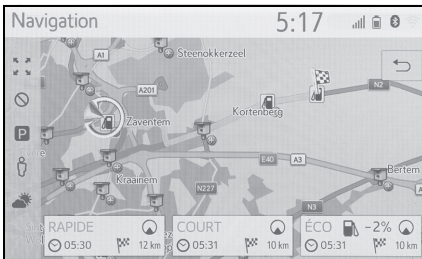 Navigation
5:17
A1
Steenokkerzeel
A201
N2
P
Kortenberg
Zaventem
E40
A3
Bertem
Kraainem
N227
N3
RAPIDE
05:30
12 km
COURT
05:31
10 km
ÉCO
-2%
05:31
10 km